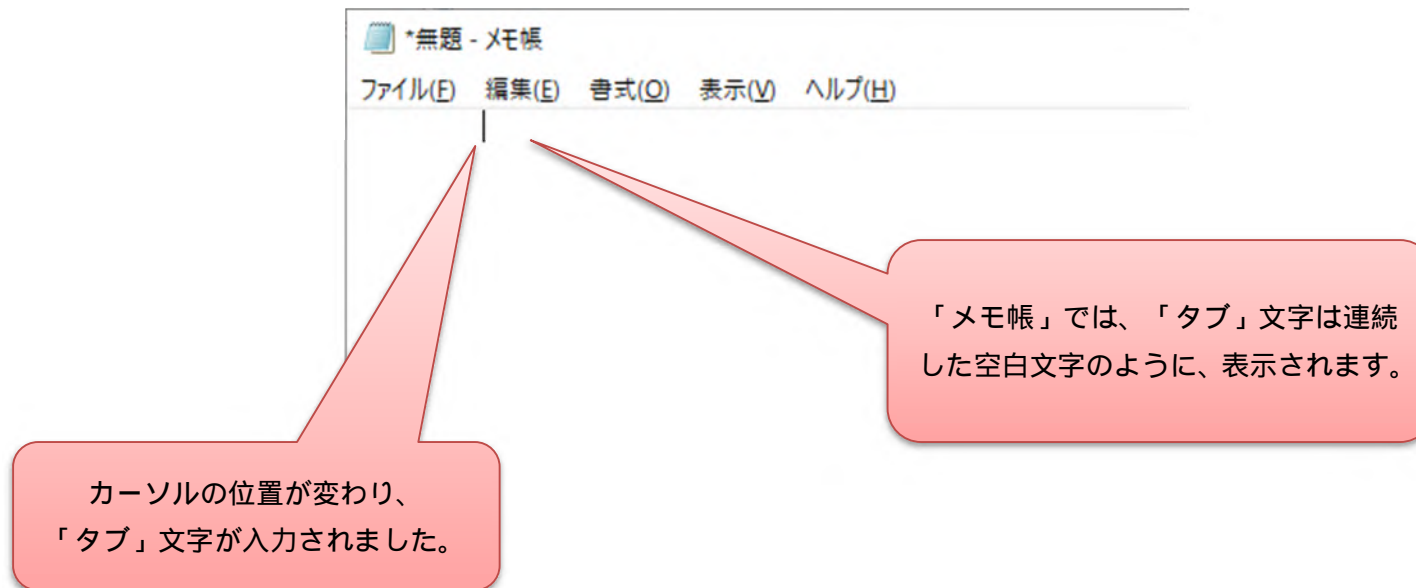 *無題 - メモ帳
ファイル(F) 編集(E) 書式(O) 表示(V) ヘルプ(H)
「メモ帳」では、「タブ」文字は連続
した空白文字のように、表示されます。
カーソルの位置が変わり、
「タブ」文字が入力されました。